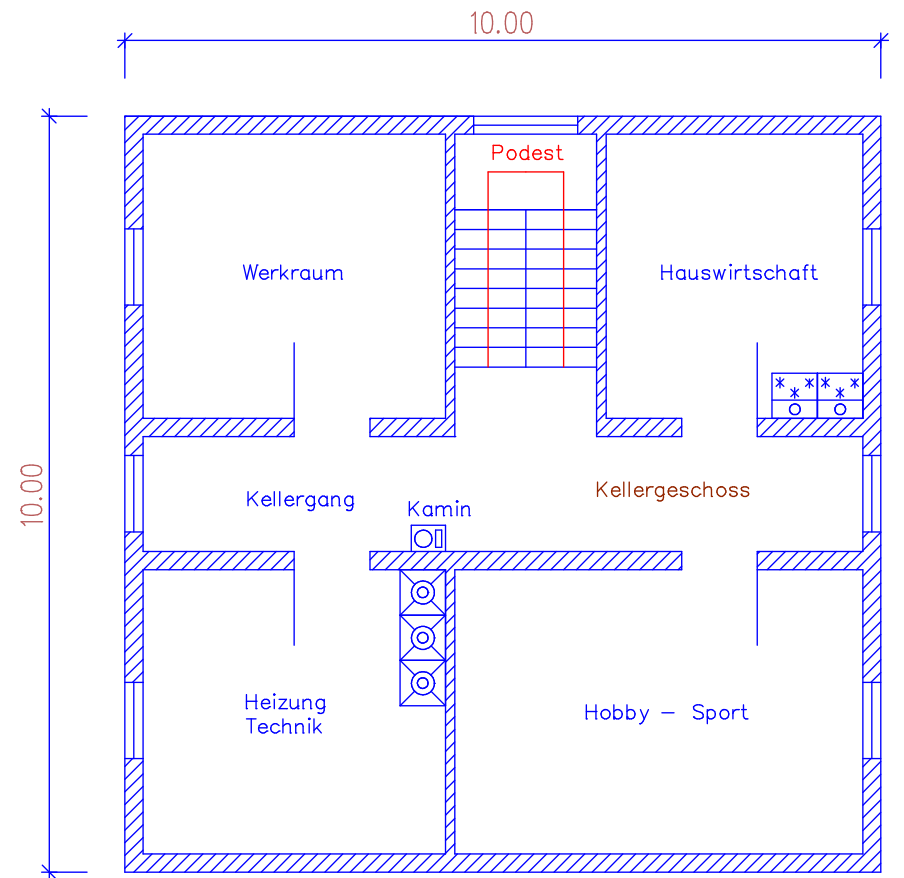 10.00
Podest
Werkraum
Hauswirtschaft
10.00
Kellergang
Kamin
Kellergeschoss
Heizung
Technik
Hobby – Sport